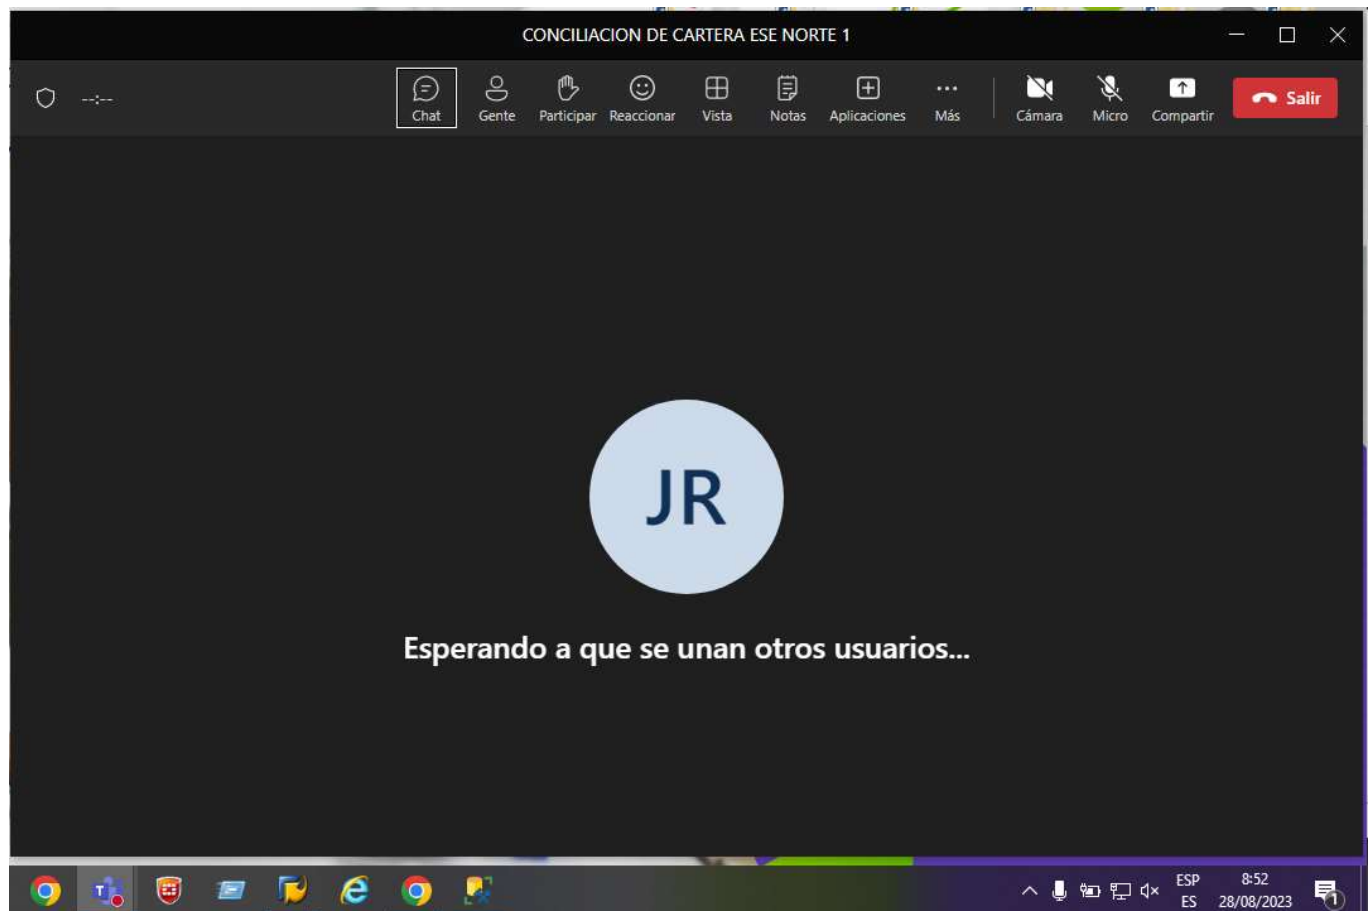 CONCILIACION DE CARTERA ESE NORTE 1
--:--
Chat Gente Participar Reaccionar Vista Notas Aplicaciones Más Cámara Micro Compartir Salir
JR
Esperando a que se unan otros usuarios...
ESP 8:52
ES 28/08/2023 1